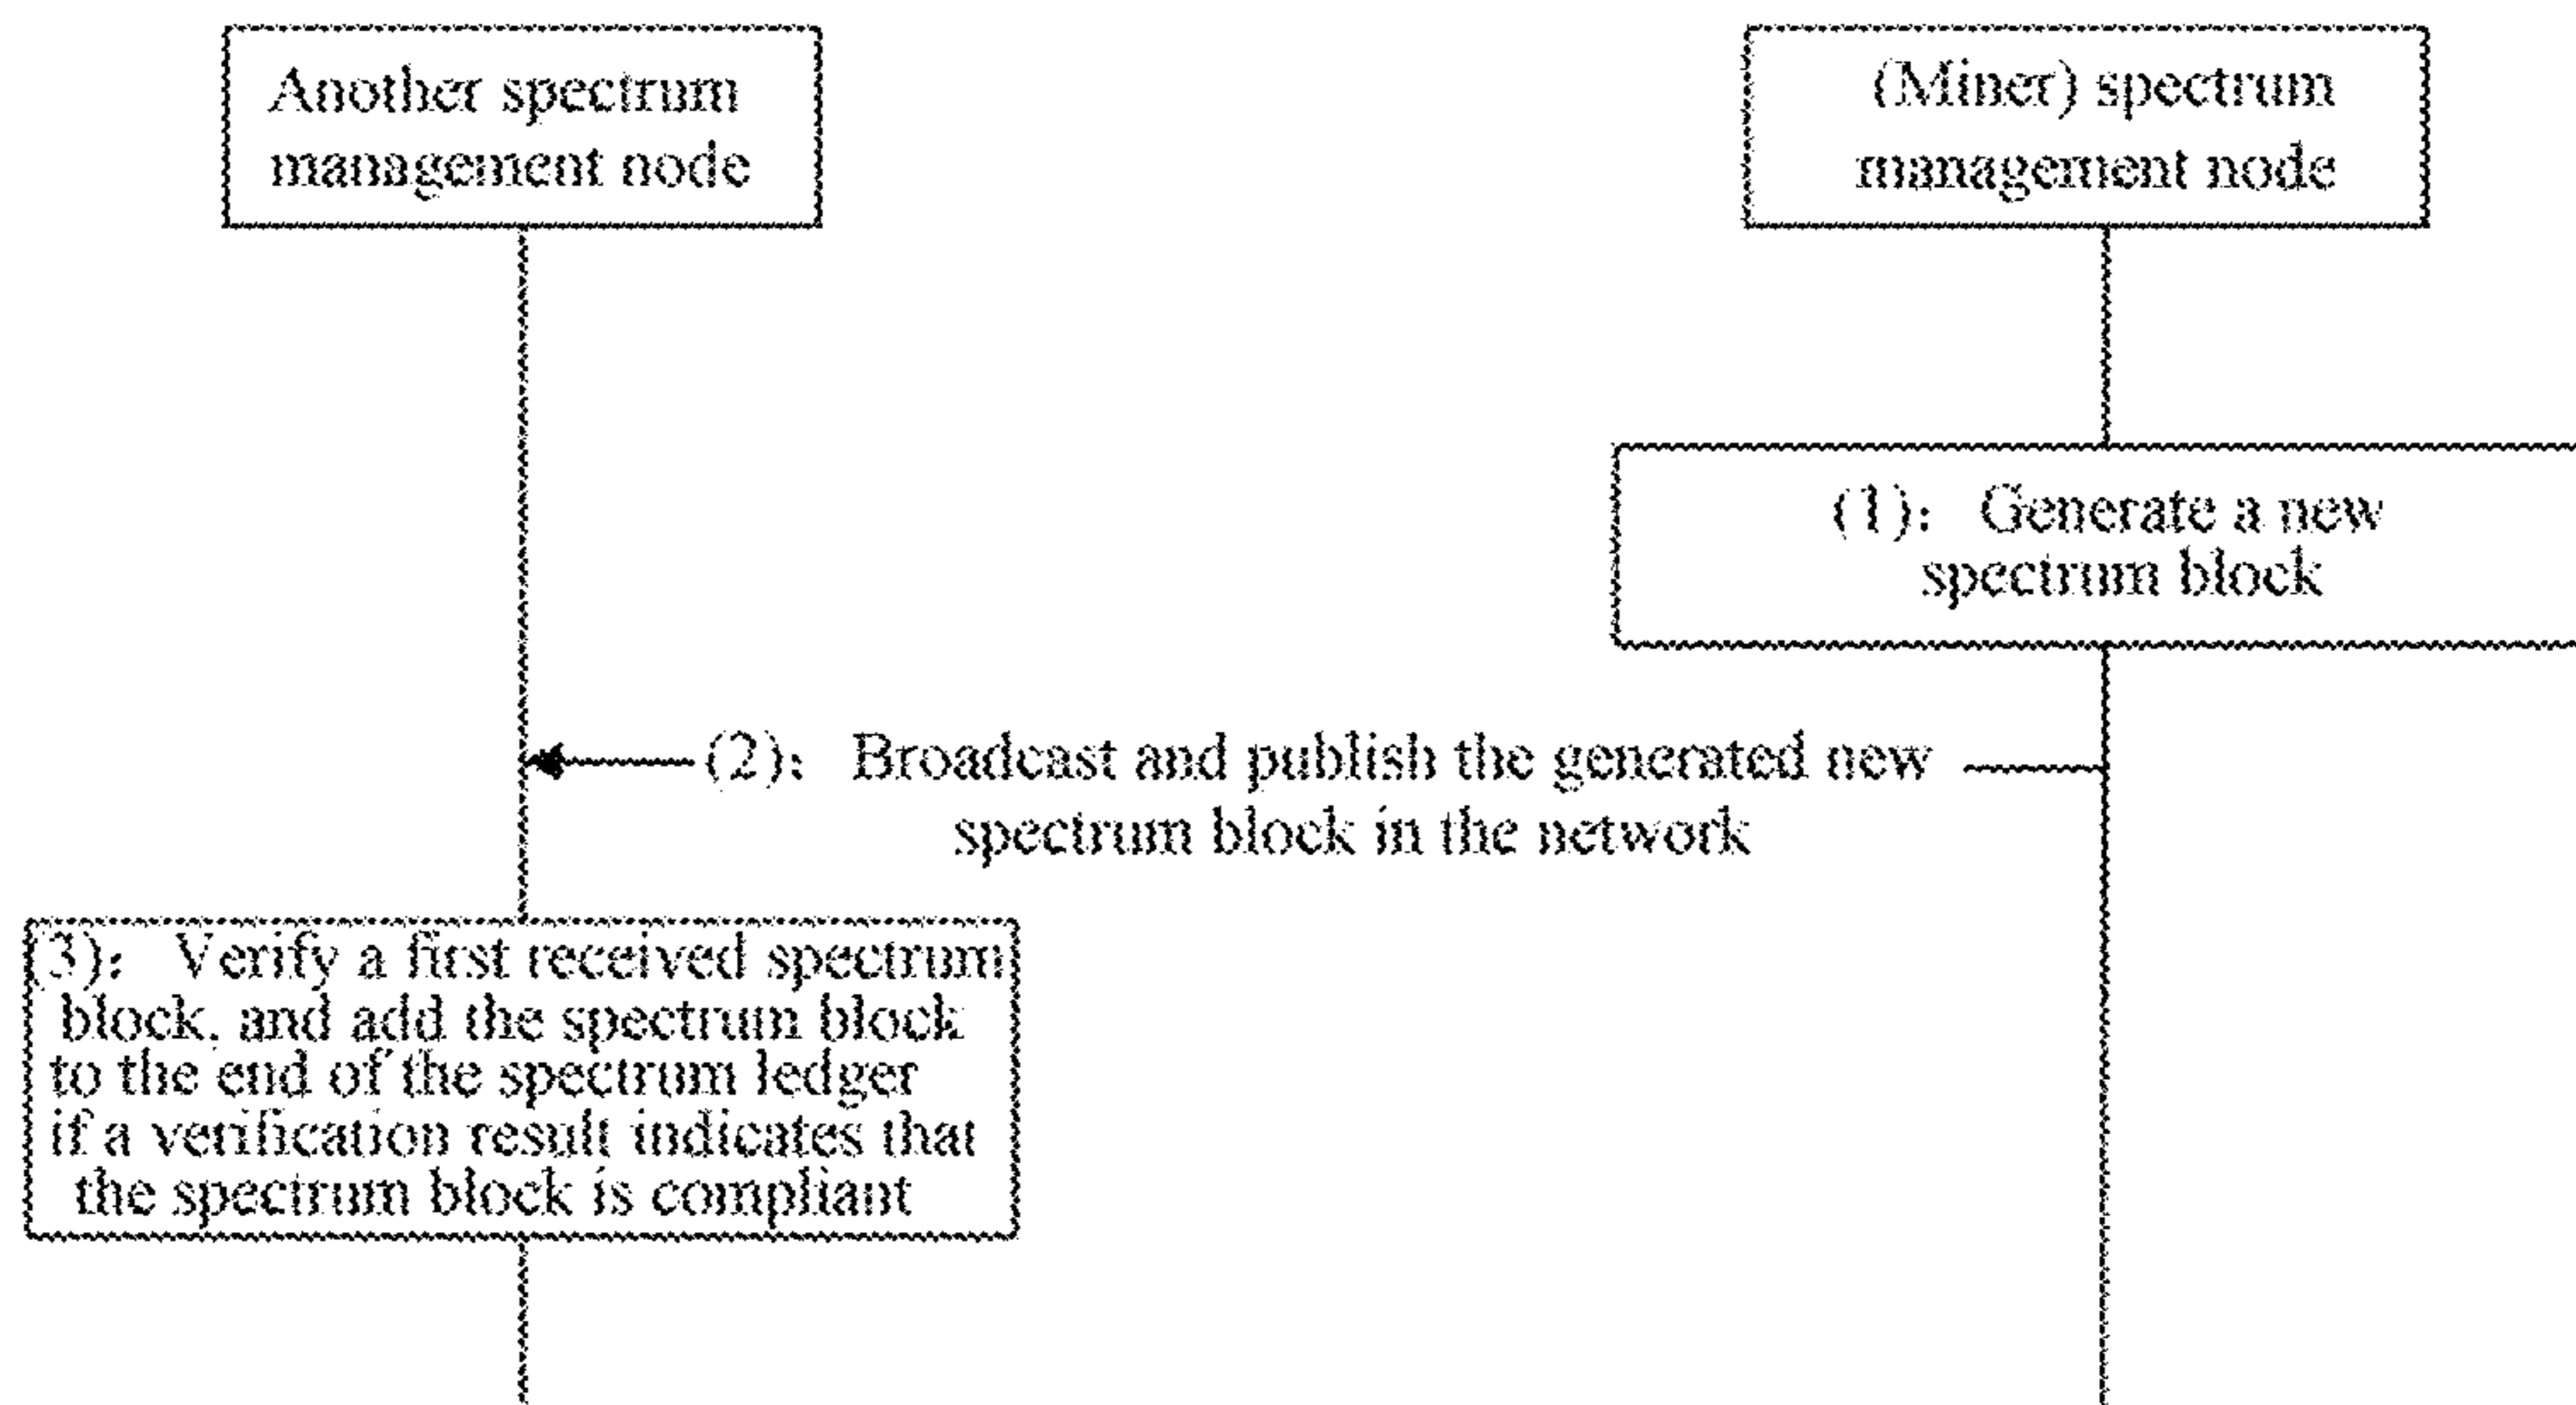 Another spectrum
management node
(Miner) spectrum
management node
(1): Generate a new
spectrum block
(2): Broadcast and publish the generated new
spectrum block in the network
(3): Verify a first received spectrum
block, and add the spectrum block
to the end of the spectrum ledger
if a verification result indicates that
the spectrum block is compliant